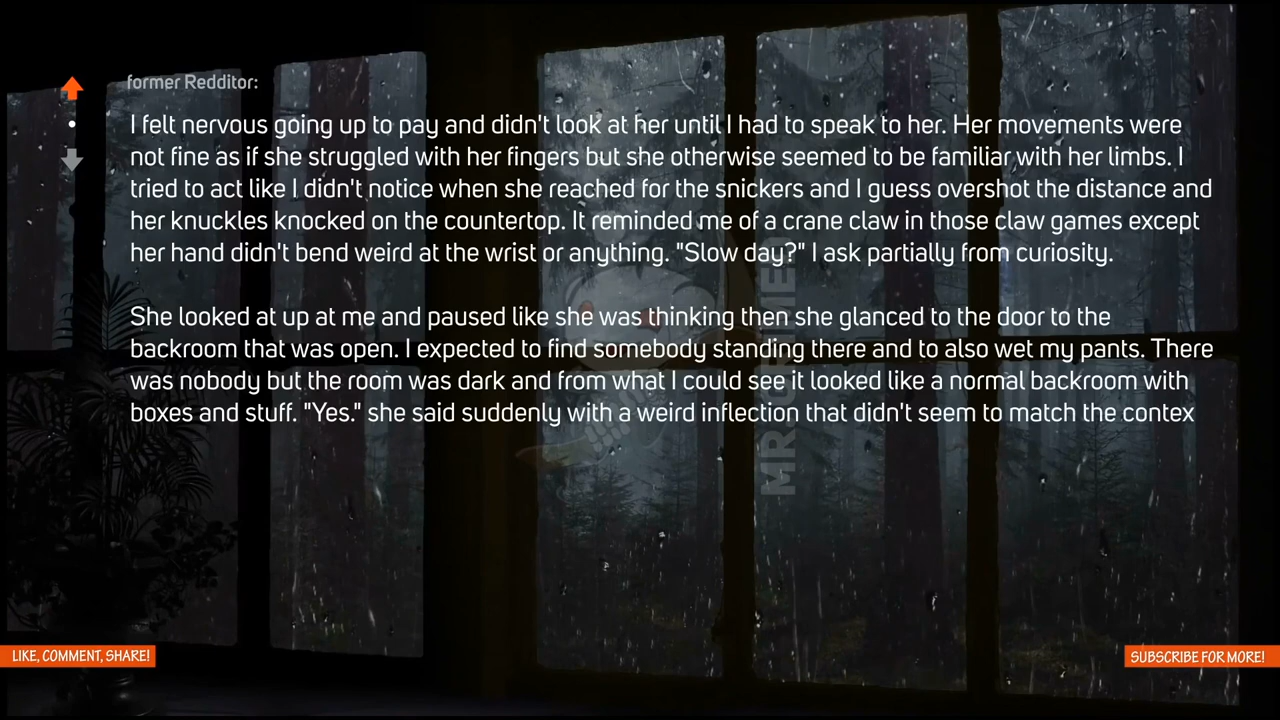 former Redditor:
I felt nervous going up to pay and didn't look at her until I had to speak to her. Her movements were
not fine as if she struggled with her fingers but she otherwise seemed to be familiar with her limbs. I
tried to act like I didn't notice when she reached for the snickers and I guess overshot the distance and
her knuckles knocked on the countertop. It reminded me of a crane claw in those claw games except
her hand didn't bend weird at the wrist or anything. "Slow day?" I ask partially from curiosity.
She looked at up at me and paused like she was thinking then she glanced to the door to the
backroom that was open. I expected to find somebody standing there and to also wet my pants. There
was nobody but the room was dark and from what I could see it looked like a normal backroom with
boxes and stuff. "Yes." she said suddenly with a weird inflection that didn't seem to match the contex
LIKE, COMMENT, SHARE!
SUBSCRIBE FOR MORE!